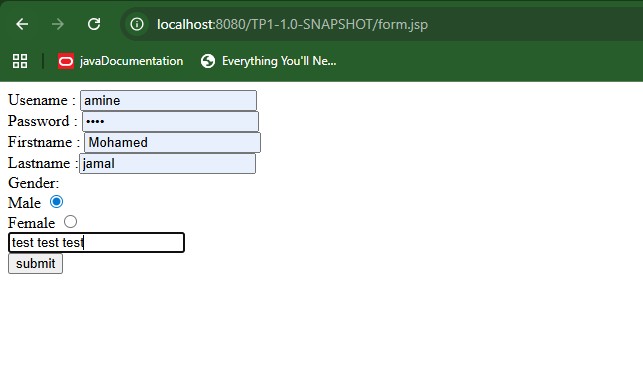 localhost:8080/TP1-1.0-SNAPSHOT/form.jsp
javaDocumentation Everything You'll Ne...
Usename : amine
Password : ••••
Firstname : Mohamed
Lastname : jamal
Gender:
Male
Female
test test test
submit